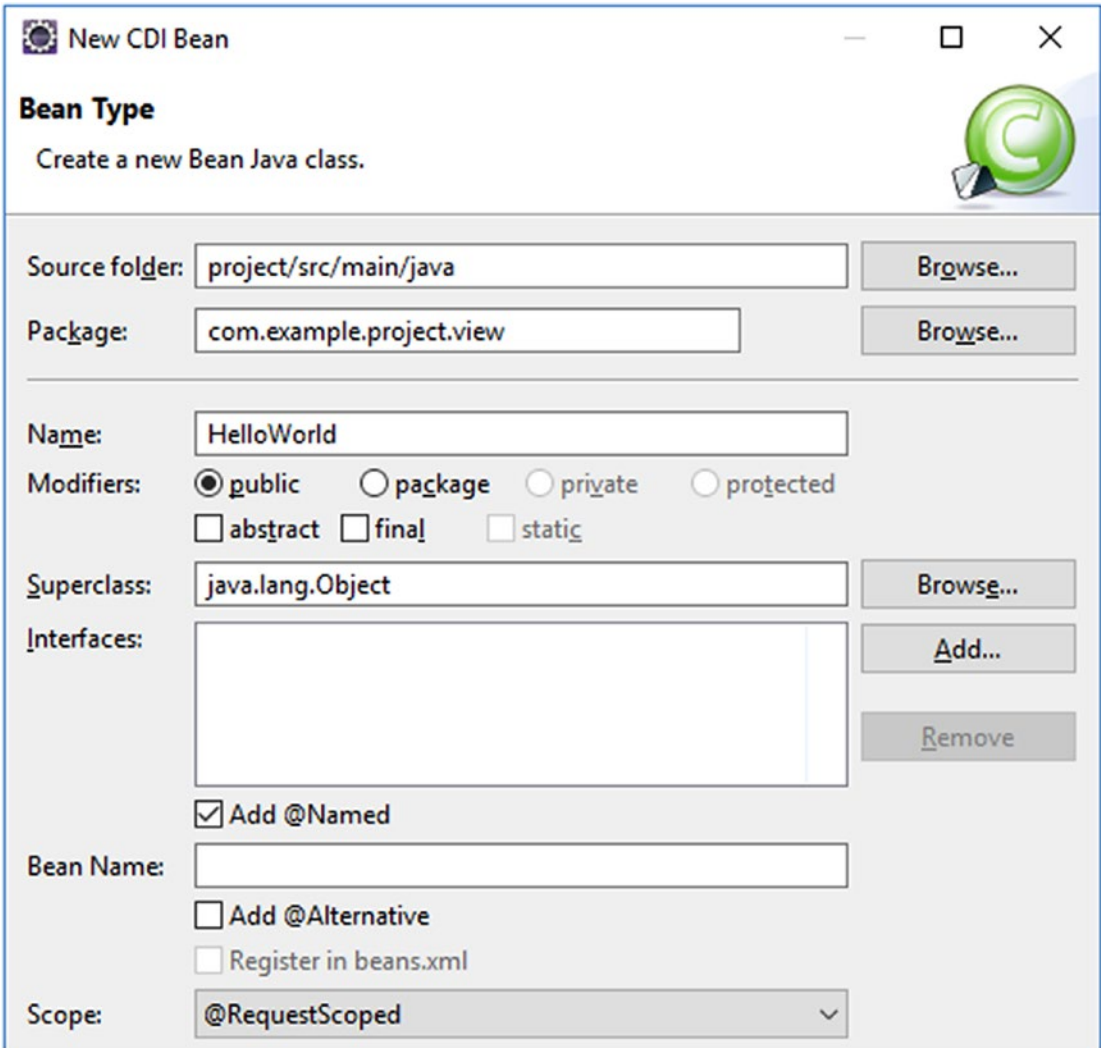 New CDI Bean
Bean Type
Create a new Bean Java class.
Source folder: project/src/main/java Browse...
Package: com.example.project.view Browse...
Name: HelloWorld
Modifiers: public package private protected
abstract final static
Superclass: java.lang.Object Browse...
Interfaces: Add...
Remove
Add @Named
Bean Name:
Add @Alternative
Register in beans.xml
Scope: @RequestScoped